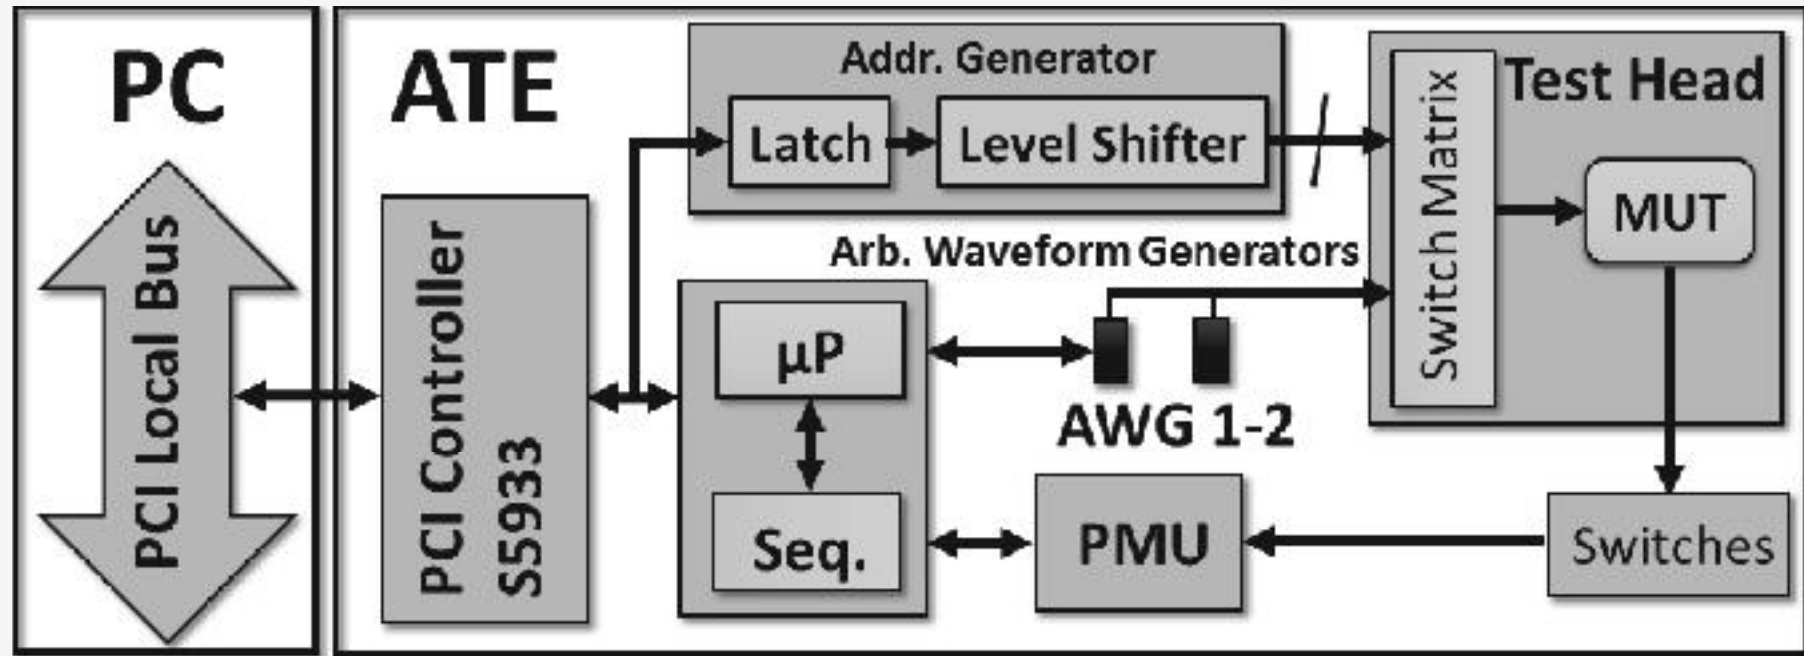 PC
PCI Local Bus
ATE
PCI Controller
S5933
Addr. Generator
Latch
Level Shifter
Arb. Waveform Generators
µP
Seq.
AWG 1-2
PMU
Test Head
Switch Matrix
MUT
Switches